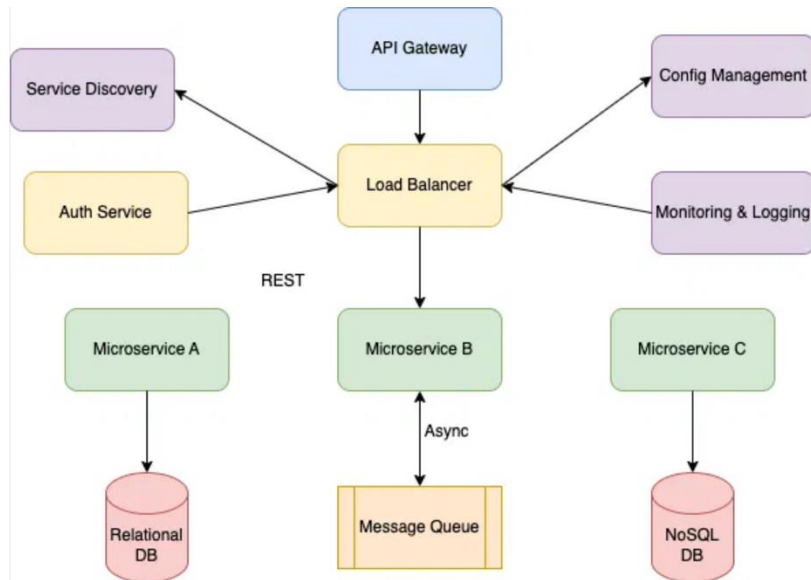 API Gateway
Service Discovery
Config Management
Load Balancer
Auth Service
Monitoring & Logging
REST
Microservice A
Microservice B
Microservice C
Async
Relational
DB
Message Queue
NoSQL
DB